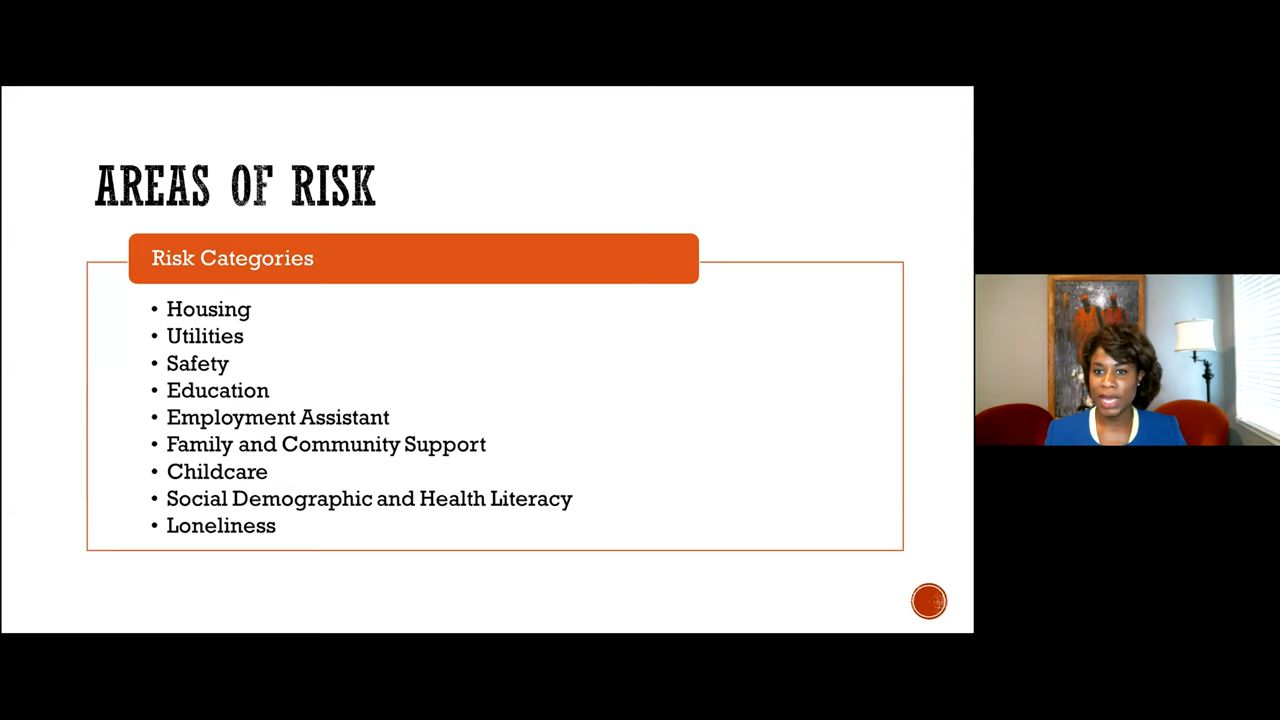 AREAS OF RISK
Risk Categories
• Housing
• Utilities
• Safety
• Education
• Employment Assistant
• Family and Community Support
• Childcare
• Social Demographic and Health Literacy
• Loneliness